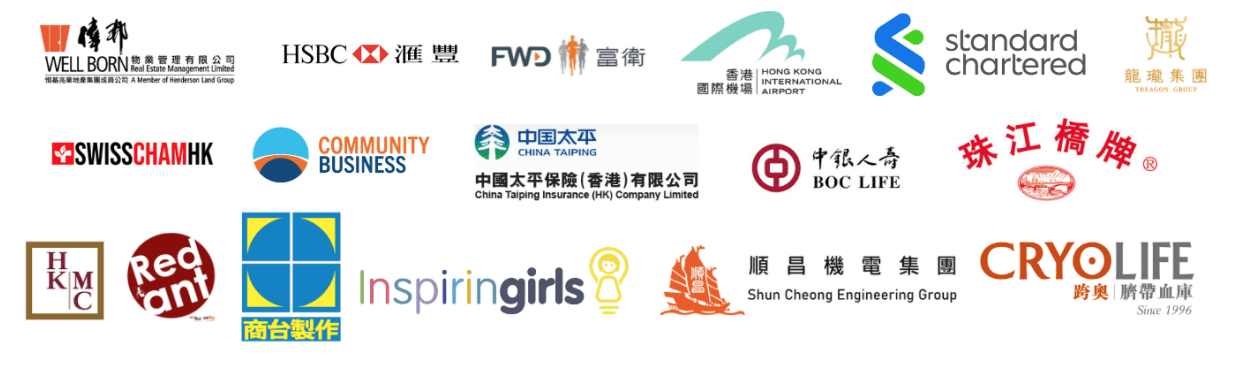 偉邦
WELL BORN
物業管理有限公司
Real Estate Management Limited
恒基兆業地產集團成員公司 A Member of Henderson Land Group
HSBC 滙豐
FWD 富衛
香港
國際機場
HONG KONG
INTERNATIONAL
AIRPORT
standard
chartered
龍瓏集團
TREAGON GROUP
SWISSCHAMHK
COMMUNITY
BUSINESS
中国太平
CHINA TAIPING
中國太平保險(香港)有限公司
China Taiping Insurance (HK) Company Limited
中銀人壽
BOC LIFE
珠江橋牌®
H
K M
C
Red
ant
商台製作
Inspiringirls
順
順昌機電集團
Shun Cheong Engineering Group
CRYOLIFE
跨奧 臍帶血庫
Since 1996